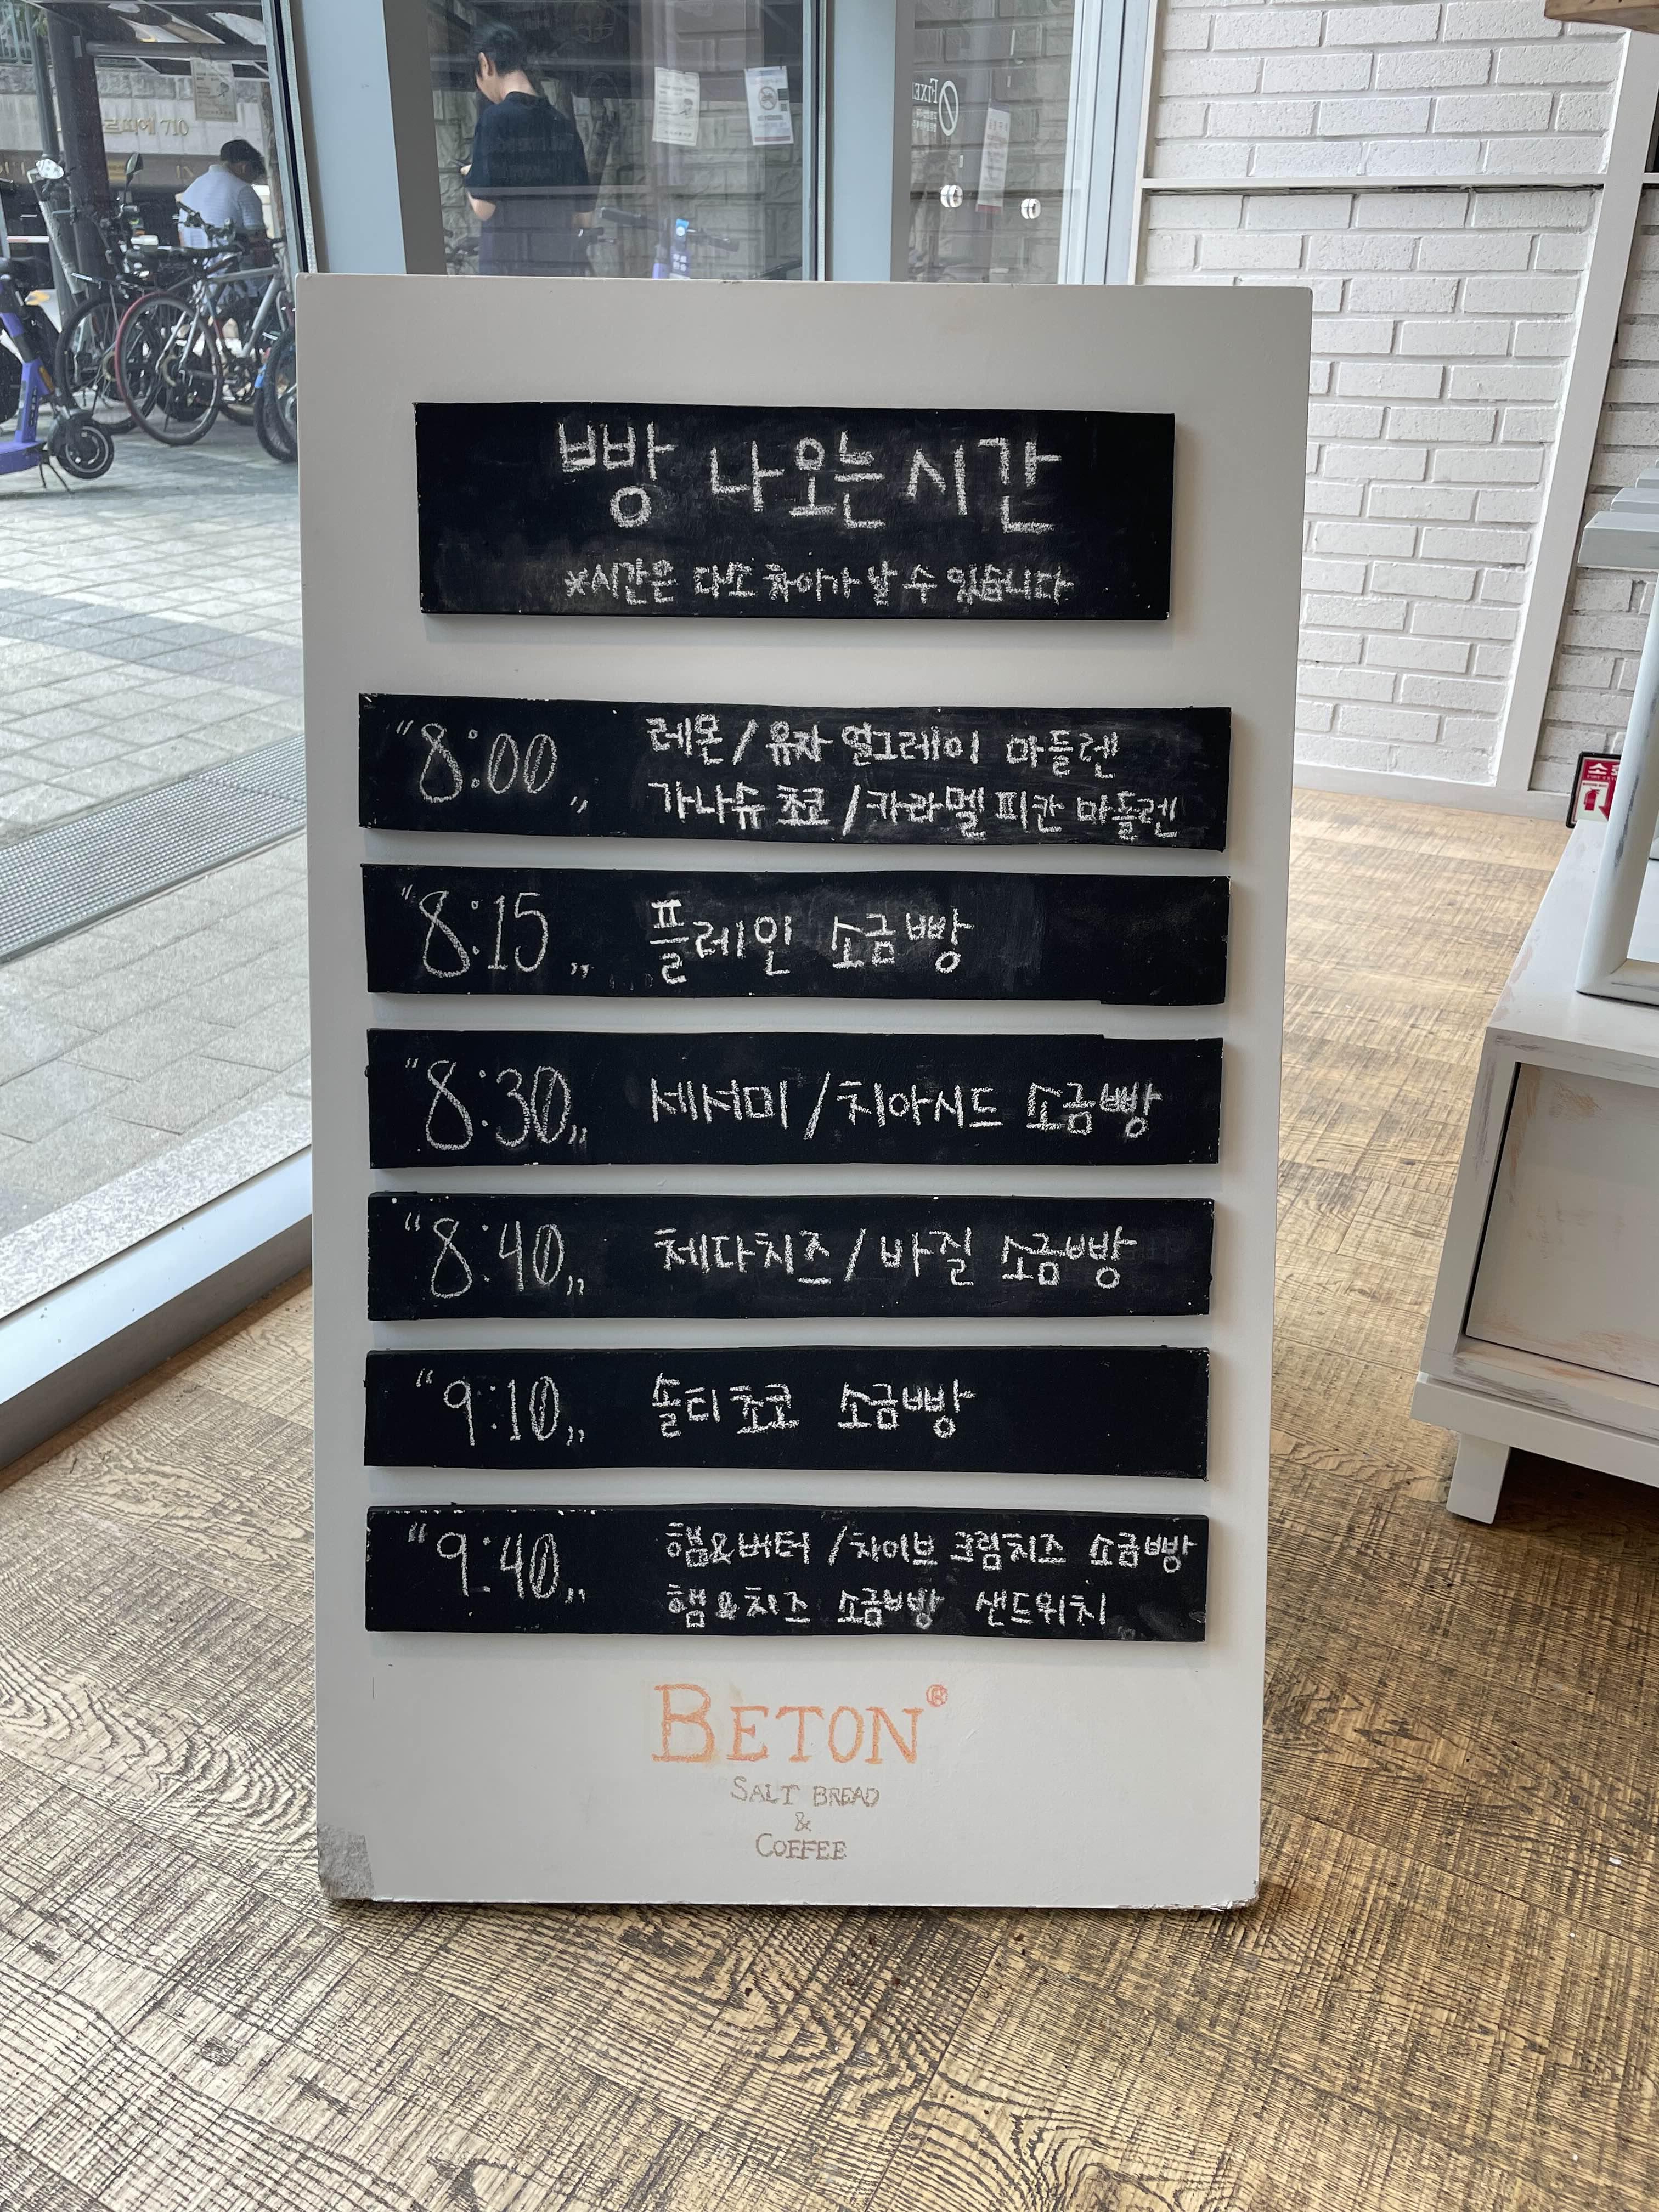 빵 나오는 시간
*시간은 다소 차이가 날 수 있습니다
"8:00„ 레몬/유자 얼그레이 마들렌
가나슈 쵸코/카라멜 피칸 마들렌
"8:15„ 플레인 소금빵
"8:30„ 세서미/치아시드 소금빵
"8:40„ 체다치즈/바질 소금빵
"9:10„ 솔티쵸코 소금빵
"9:40„ 햄&버터/차이브 크림치즈 소금빵
햄&치즈 소금빵 샌드위치
BETON®
SALT BREAD
&
COFFEE